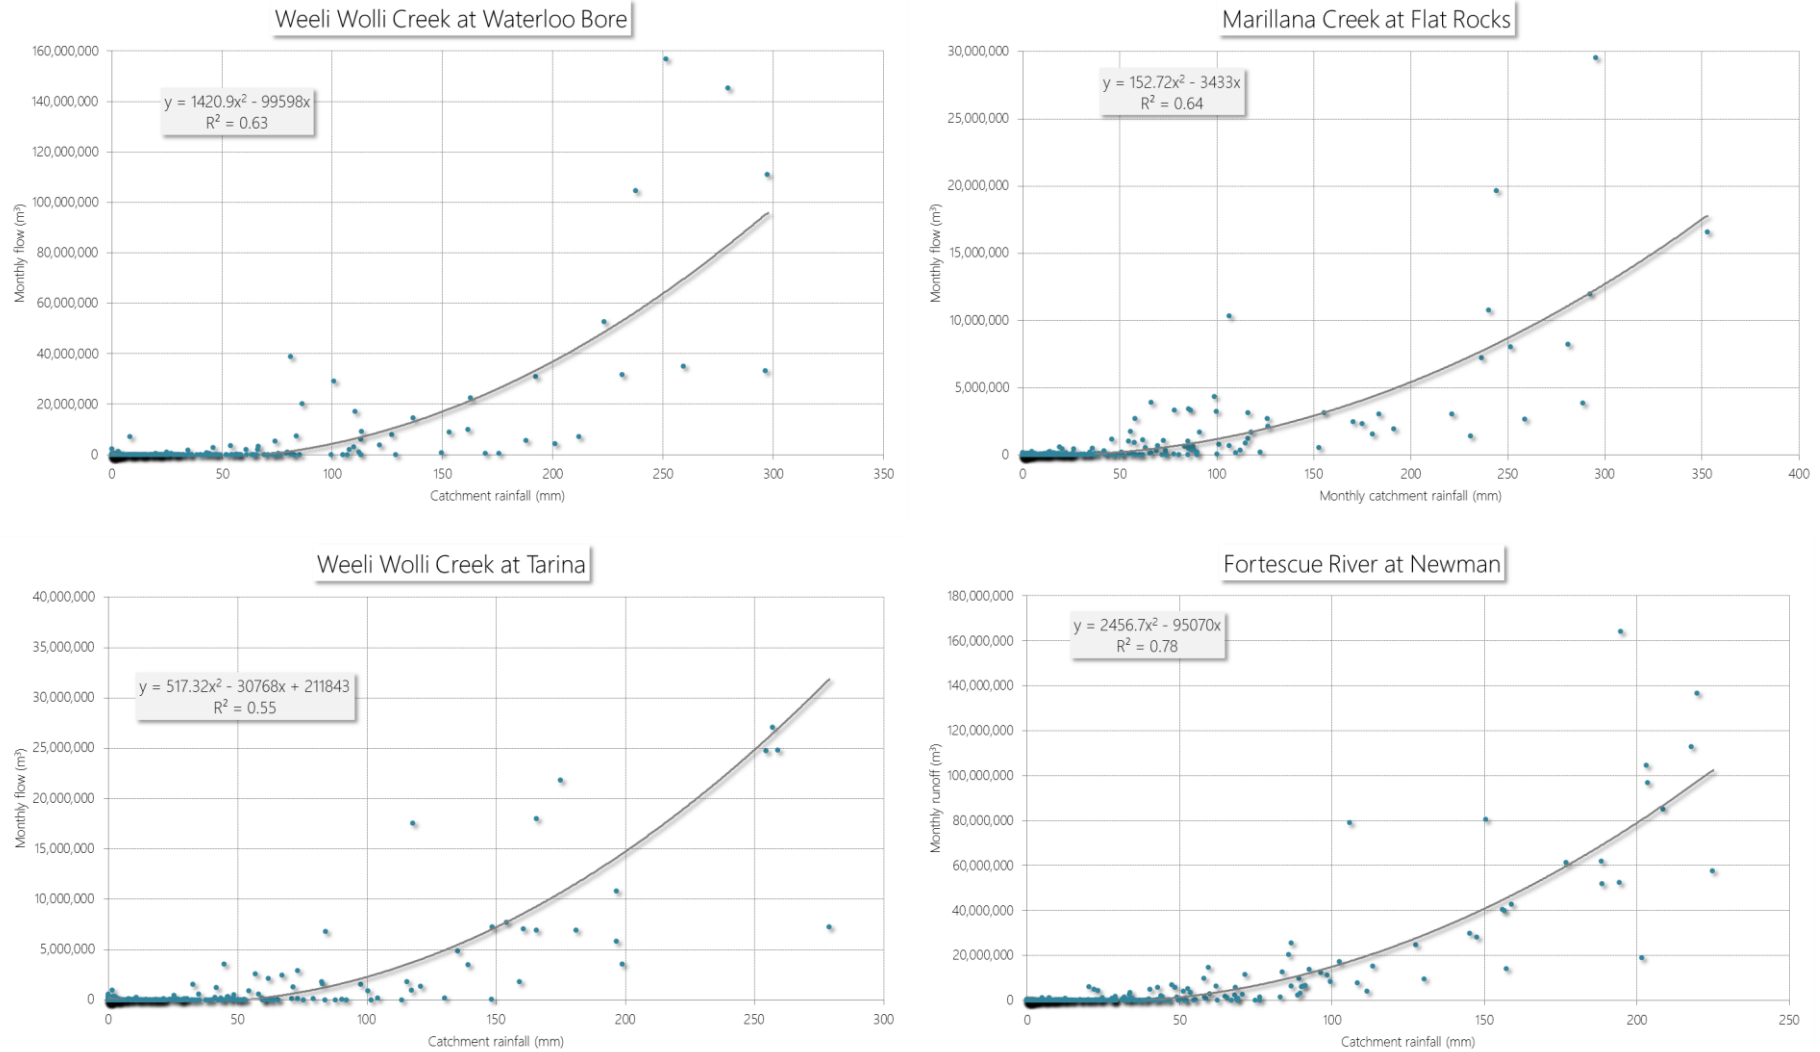 Weeli Wolli Creek at Waterloo Bore
160,000,000
140,000,000
120,000,000
100,000,000
80,000,000
60,000,000
40,000,000
20,000,000
0
Monthly flow (m³)
y = 1420.9x² - 99598x
R² = 0.63
0 50 100 150 200 250 300 350
Catchment rainfall (mm)
Marillana Creek at Flat Rocks
30,000,000
25,000,000
20,000,000
15,000,000
10,000,000
5,000,000
0
Monthly flow (m³)
y = 152.72x² - 3433x
R² = 0.64
0 50 100 150 200 250 300 350 400
Monthly catchment rainfall (mm)
Weeli Wolli Creek at Tarina
40,000,000
35,000,000
30,000,000
25,000,000
20,000,000
15,000,000
10,000,000
5,000,000
0
Monthly flow (m³)
y = 517.32x² - 30768x + 211843
R² = 0.55
0 50 100 150 200 250 300
Catchment rainfall (mm)
Fortescue River at Newman
180,000,000
160,000,000
140,000,000
120,000,000
100,000,000
80,000,000
60,000,000
40,000,000
20,000,000
0
Monthly runoff (m³)
y = 2456.7x² - 95070x
R² = 0.78
0 50 100 150 200 250
Catchment rainfall (mm)